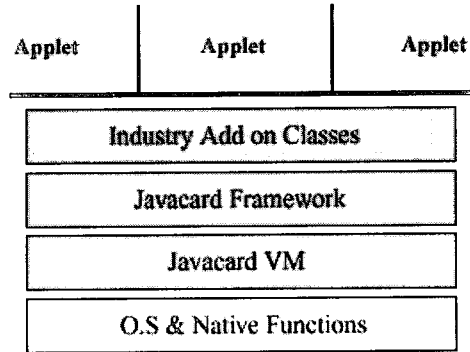 Applet Applet Applet
Industry Add on Classes
Javacard Framework
Javacard VM
O.S & Native Functions